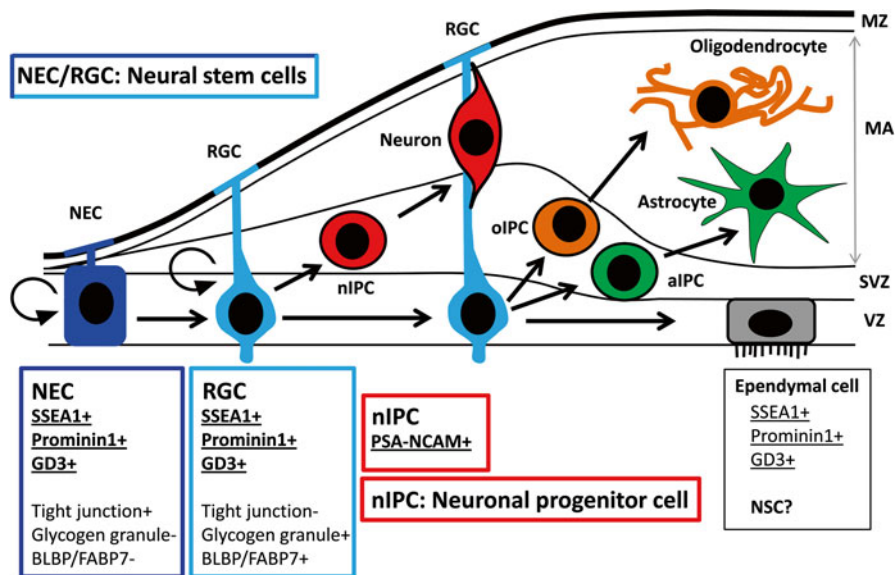 MZ
RGC
Oligodendrocyte
NEC/RGC: Neural stem cells
MA
RGC
Neuron
Astrocyte
NEC
oIPC
nIPC
aIPC
SVZ
VZ
NEC
SSEA1+
Prominin1+
GD3+
Tight junction+
Glycogen granule-
BLBP/FABP7-
RGC
SSEA1+
Prominin1+
GD3+
Tight junction-
Glycogen granule+
BLBP/FABP7+
nIPC
PSA-NCAM+
nIPC: Neuronal progenitor cell
Ependymal cell
SSEA1+
Prominin1+
GD3+
NSC?